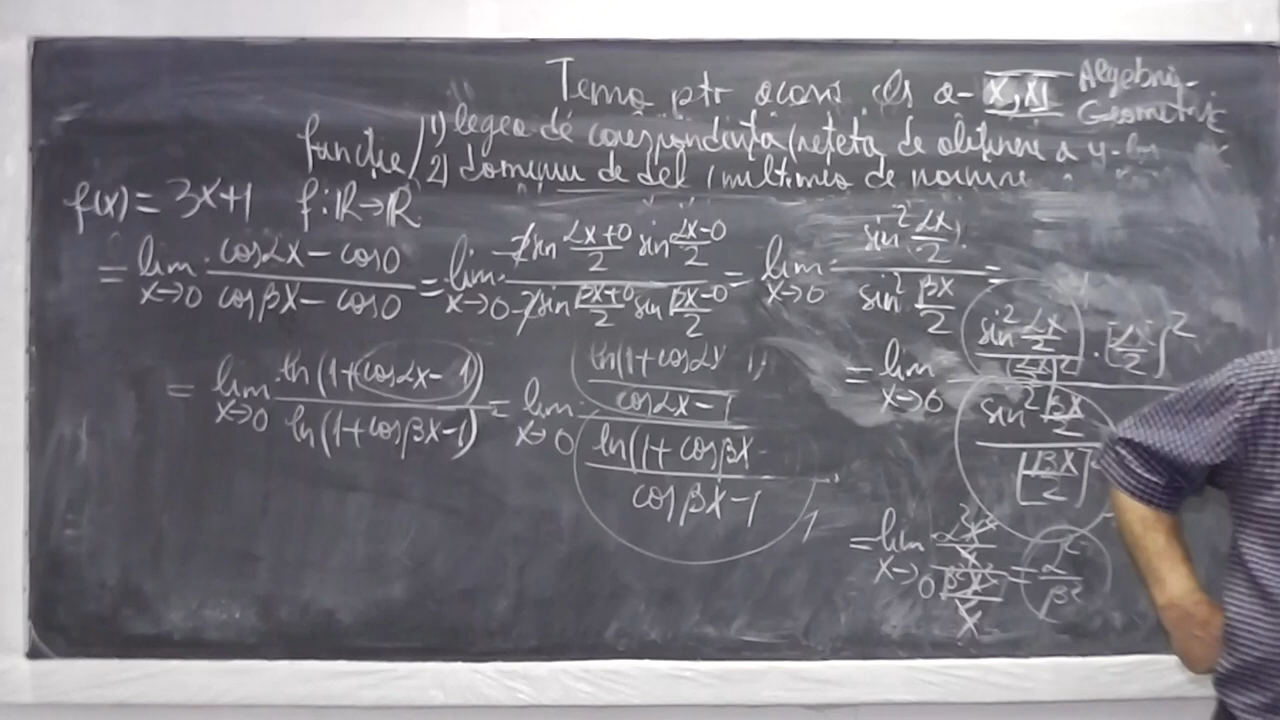 Tema ptr acasă cls a- X, XI Algebră-
Geometrie
funcție 1) legea de corespondență (rețeta de obținere a y-lor
2) domeniu de def (mulțimea de pornire
f(x) = 3x+1 f: ℝ→ℝ
= lim x→0 (cos αx − cos 0)/(cos βx − cos 0) = lim x→0 (−2 sin (αx+0)/2 sin (αx−0)/2)/(−2 sin (βx+0)/2 sin (βx−0)/2) = lim x→0 (sin² αx/2)/(sin² βx/2) =
= lim x→0 ln(1+cos αx − 1)/ln(1+cos βx−1) = lim x→0 (ln(1+cos αx 1)/(cos αx − 1))/(ln(1+cos βx-)/(cos βx −1))
= lim x→0 ((sin² αx/2)/[αx/2]² · [αx/2]²)/((sin² βx/2)/[βx/2]²
= lim x→0 (α²x²/x)/(β²x²/x) = α²/β²